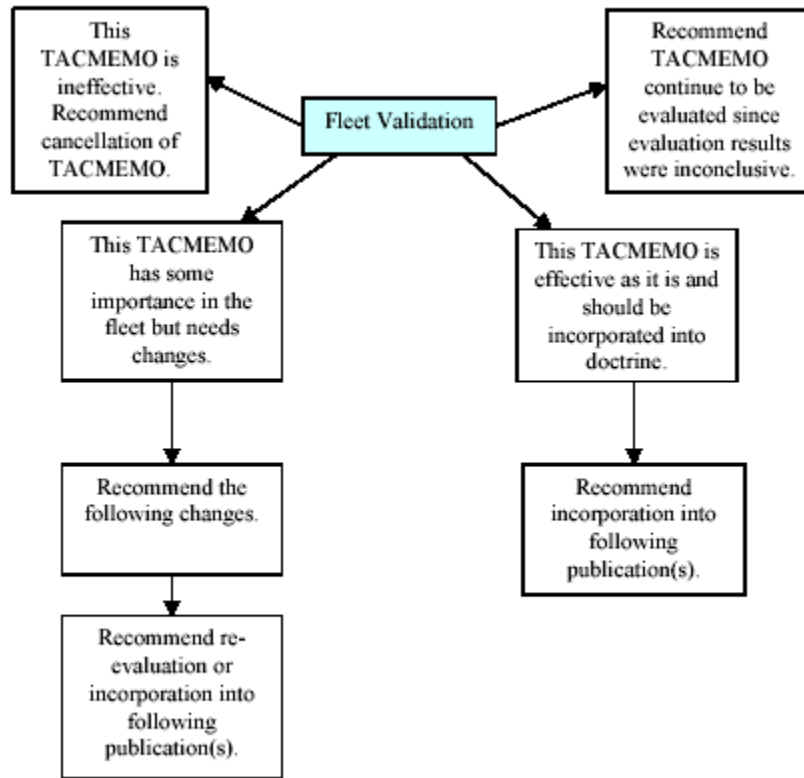 This
TACMEMO is
ineffective.
Recommend
cancellation of
TACMEMO.
Fleet Validation
Recommend
TACMEMO
continue to be
evaluated since
evaluation results
were inconclusive.
This TACMEMO
has some
importance in the
fleet but needs
changes.
This TACMEMO is
effective as it is and
should be
incorporated into
doctrine.
Recommend the
following changes.
Recommend
incorporation into
following
publication(s).
Recommend re-
evaluation or
incorporation into
following
publication(s).